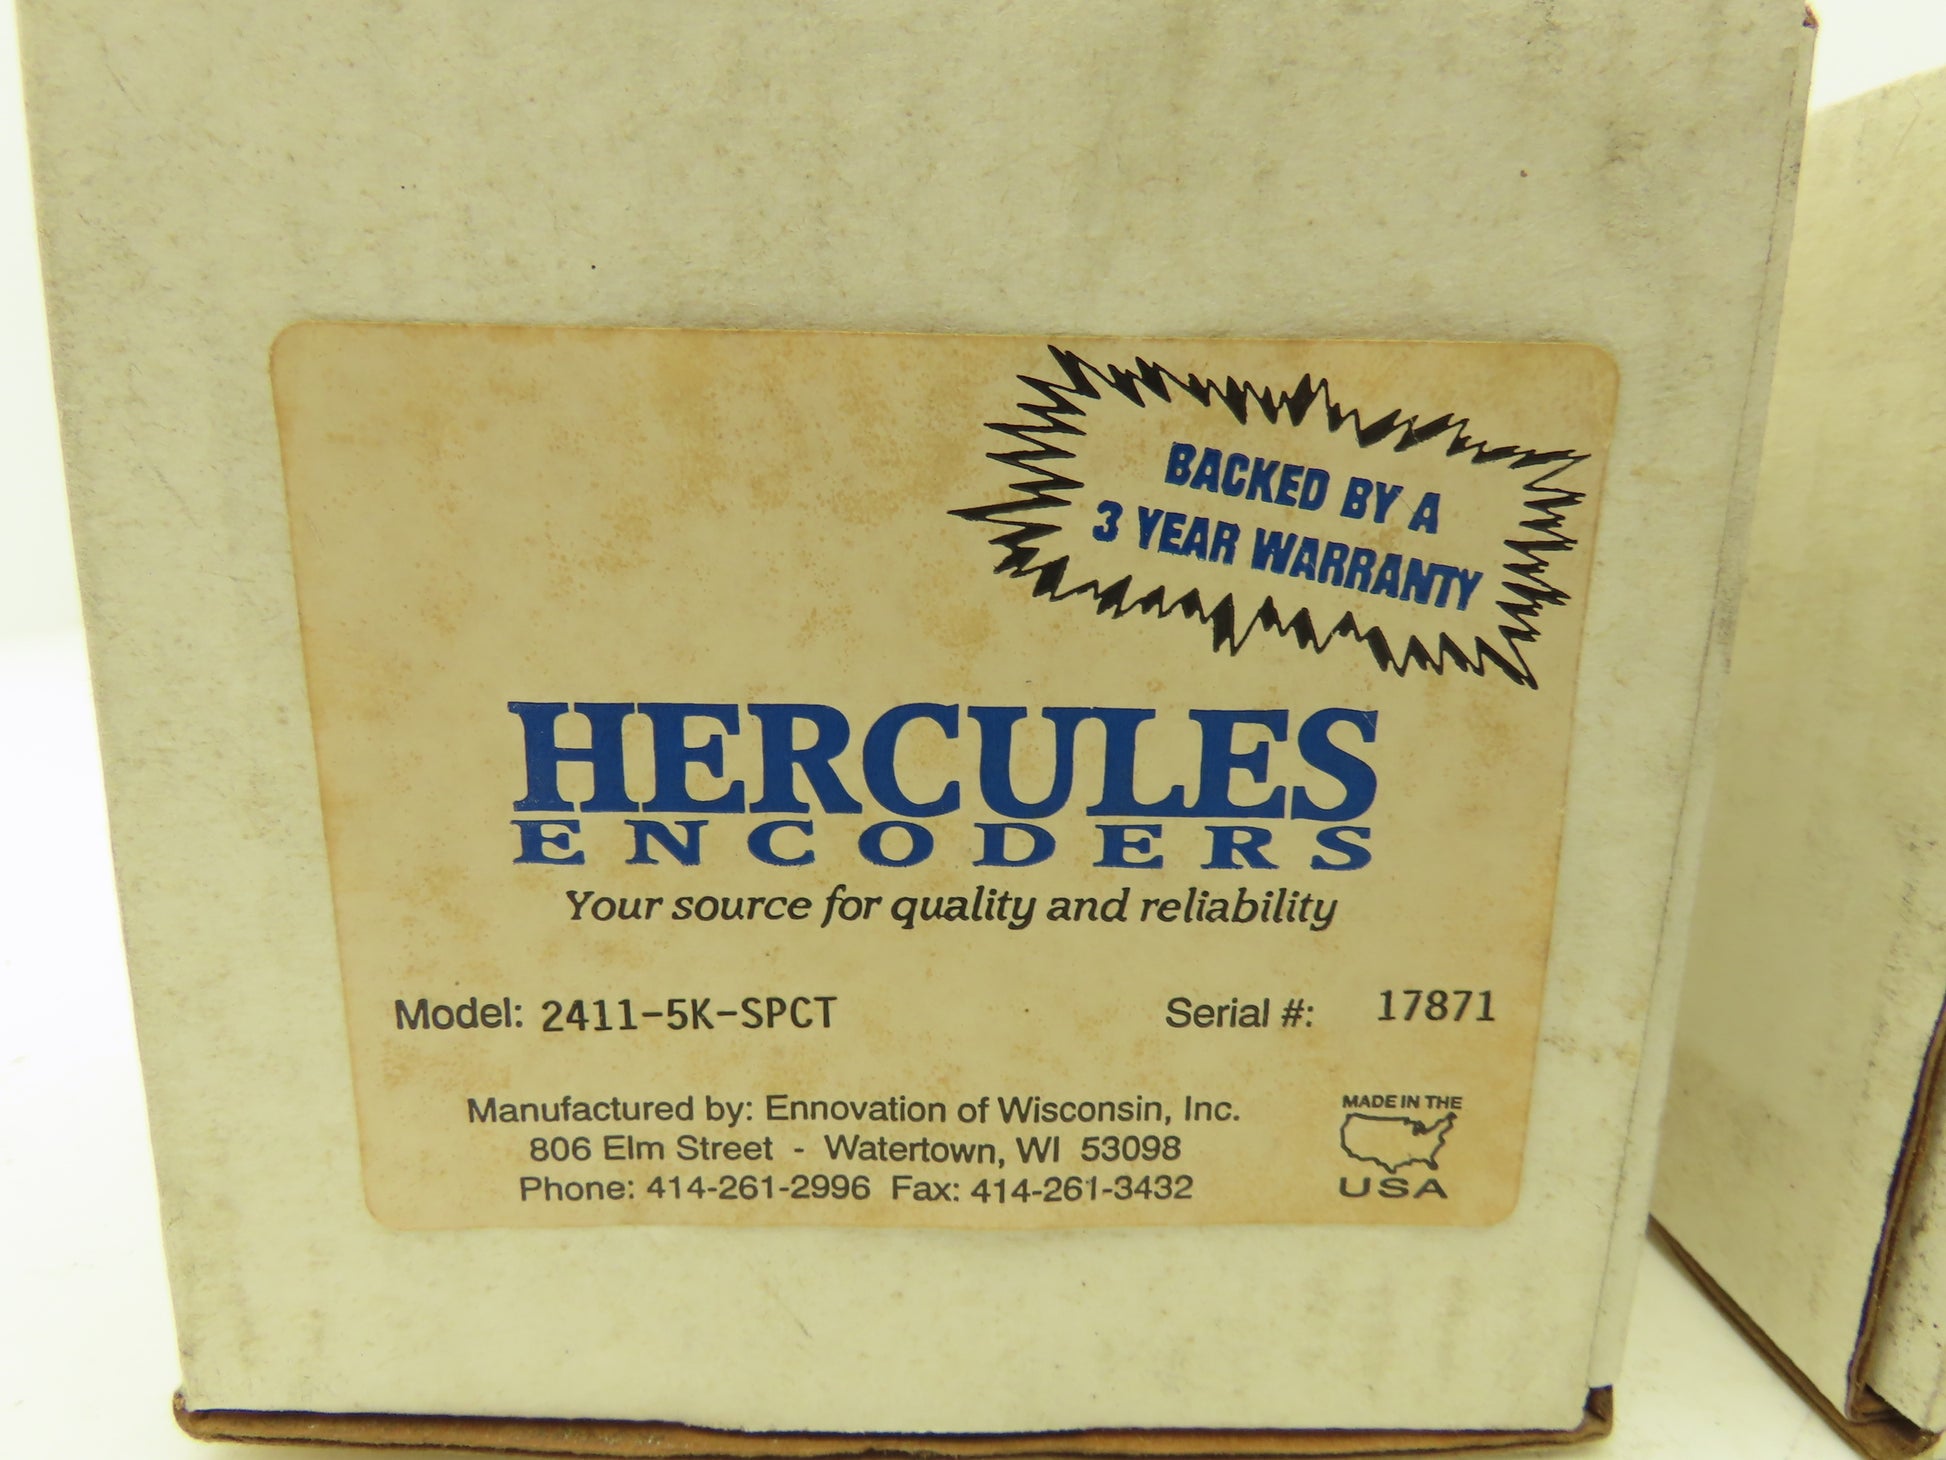 BACKED BY A
3 YEAR WARRANTY
HERCULES
ENCODERS
Your source for quality and reliability
Model: 2411-5K-SPCT Serial #: 17871
Manufactured by: Ennovation of Wisconsin, Inc.
806 Elm Street - Watertown, WI 53098
Phone: 414-261-2996 Fax: 414-261-3432
MADE IN THE
USA